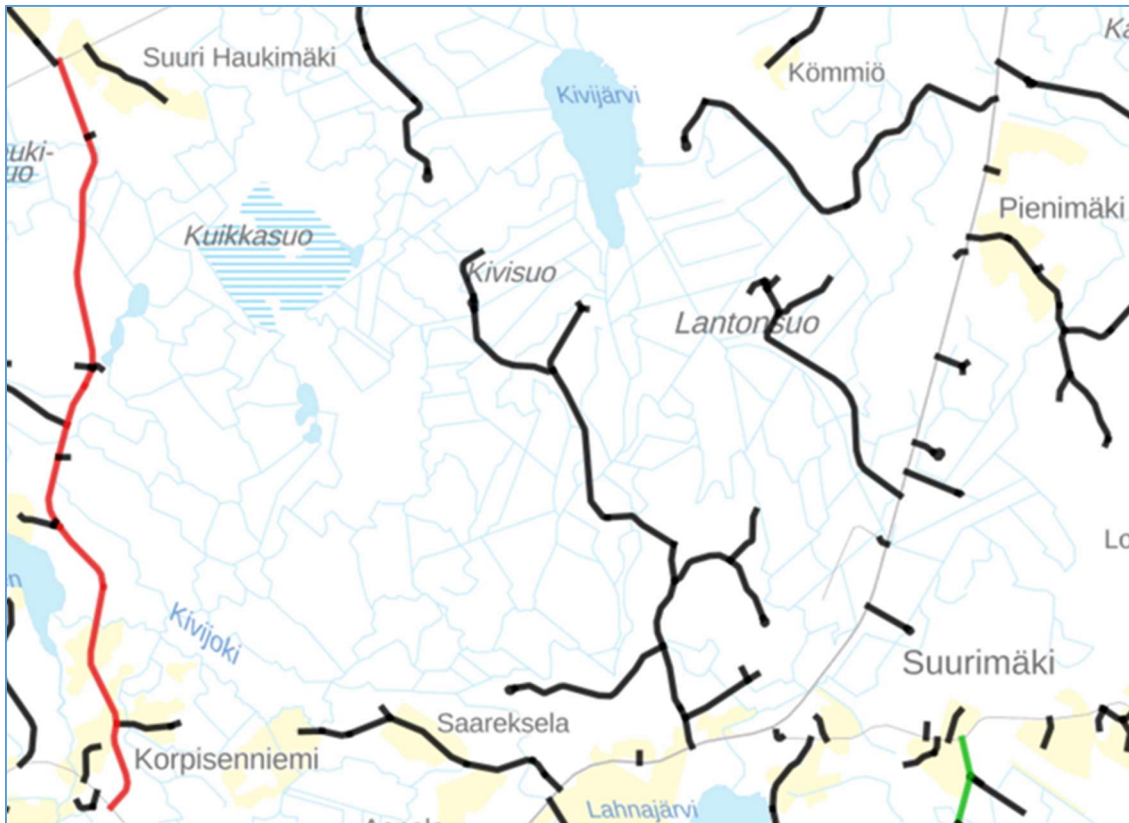 Suuri Haukimäki
Kivijärvi
Kömmiö
Kuikkasuo
Kivisuo
Pienimäki
Lantonsuo
Kivijoki
Suurimäki
Saareksela
Korpisenniemi
Lahnajärvi